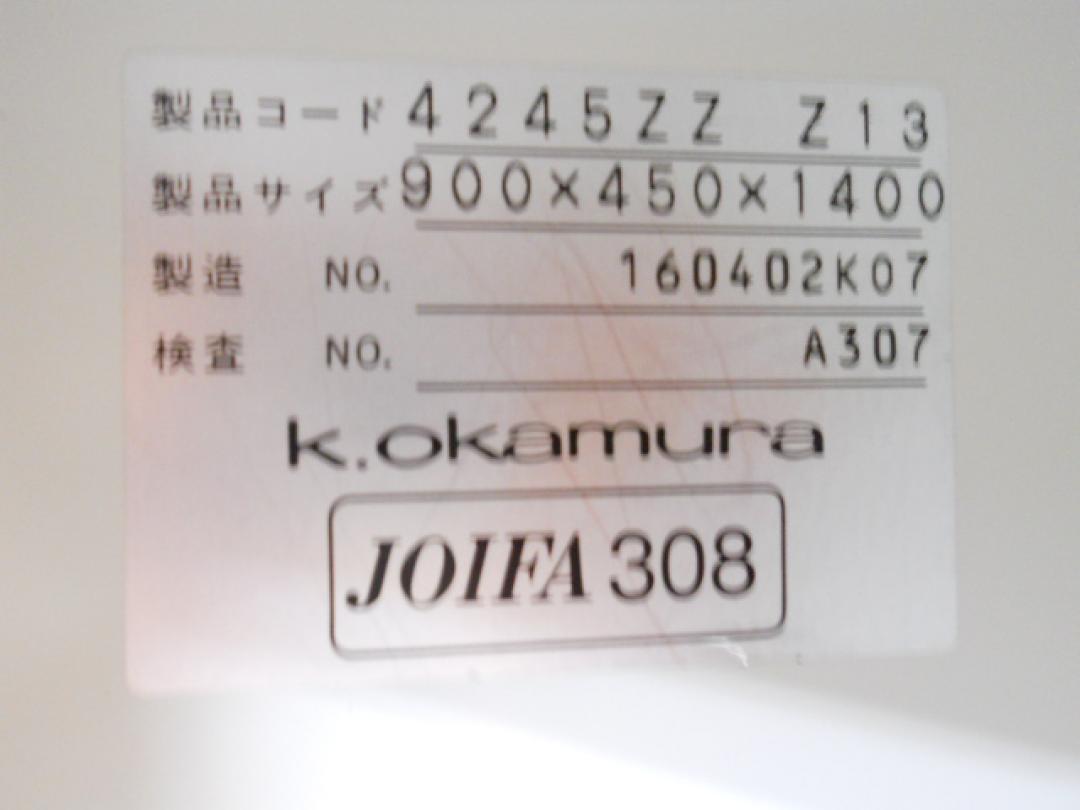 製品コード 4245ZZ Z13
製品サイズ 900×450×1400
製造 NO. 160402K07
検査 NO. A307
k.okamura
JOIFA 308